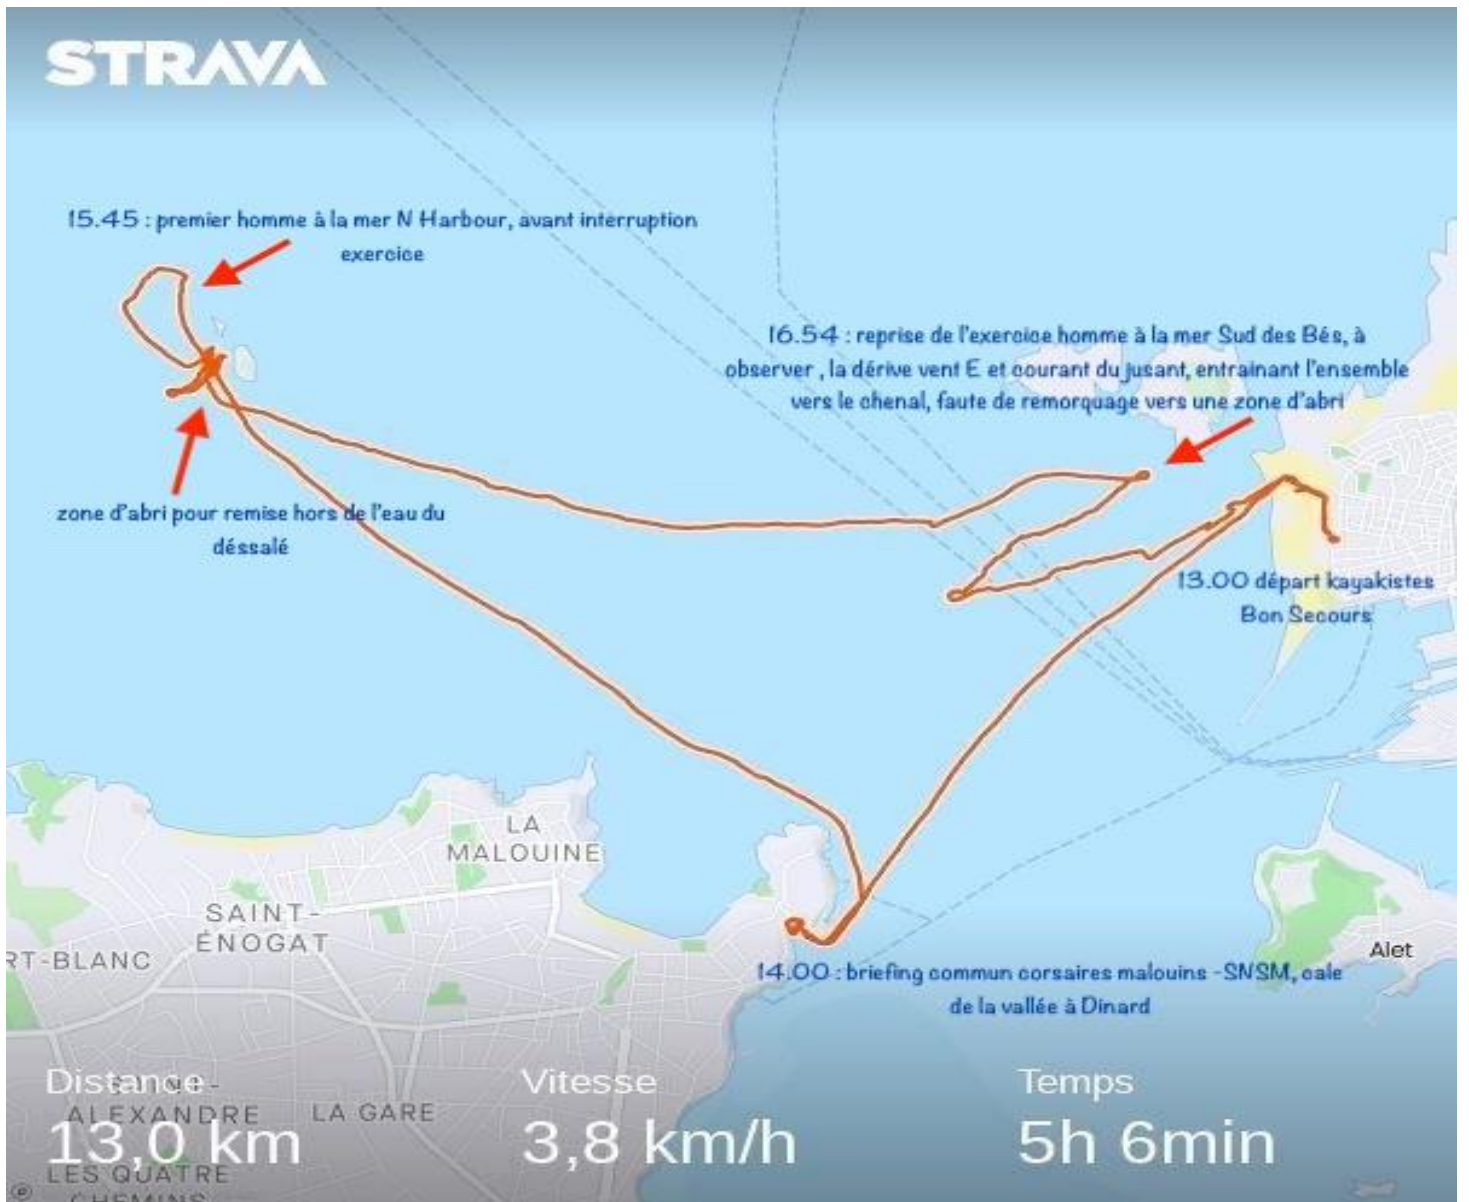 STRAVA
15.45 : premier homme à la mer N Harbour, avant interruption
exercice
16.54 : reprise de l'exercice homme à la mer Sud des Bés, à
observer , la dérive vent E et courant du jusant, entrainant l'ensemble
vers le chenal, faute de remorquage vers une zone d'abri
zone d'abri pour remise hors de l'eau du
déssalé
13.00 départ kayakistes
Bon Secours
LA
MALOUINE
SAINT-
ÉNOGAT
RT-BLANC
Alet
14.00 : briefing commun corsaires malouins -SNSM, cale
de la vallée à Dinard
Distance
Vitesse
Temps
SAINT-
ALEXANDRE
LA GARE
13,0 km
3,8 km/h
5h 6min
LES QUATRE
CHEMINS